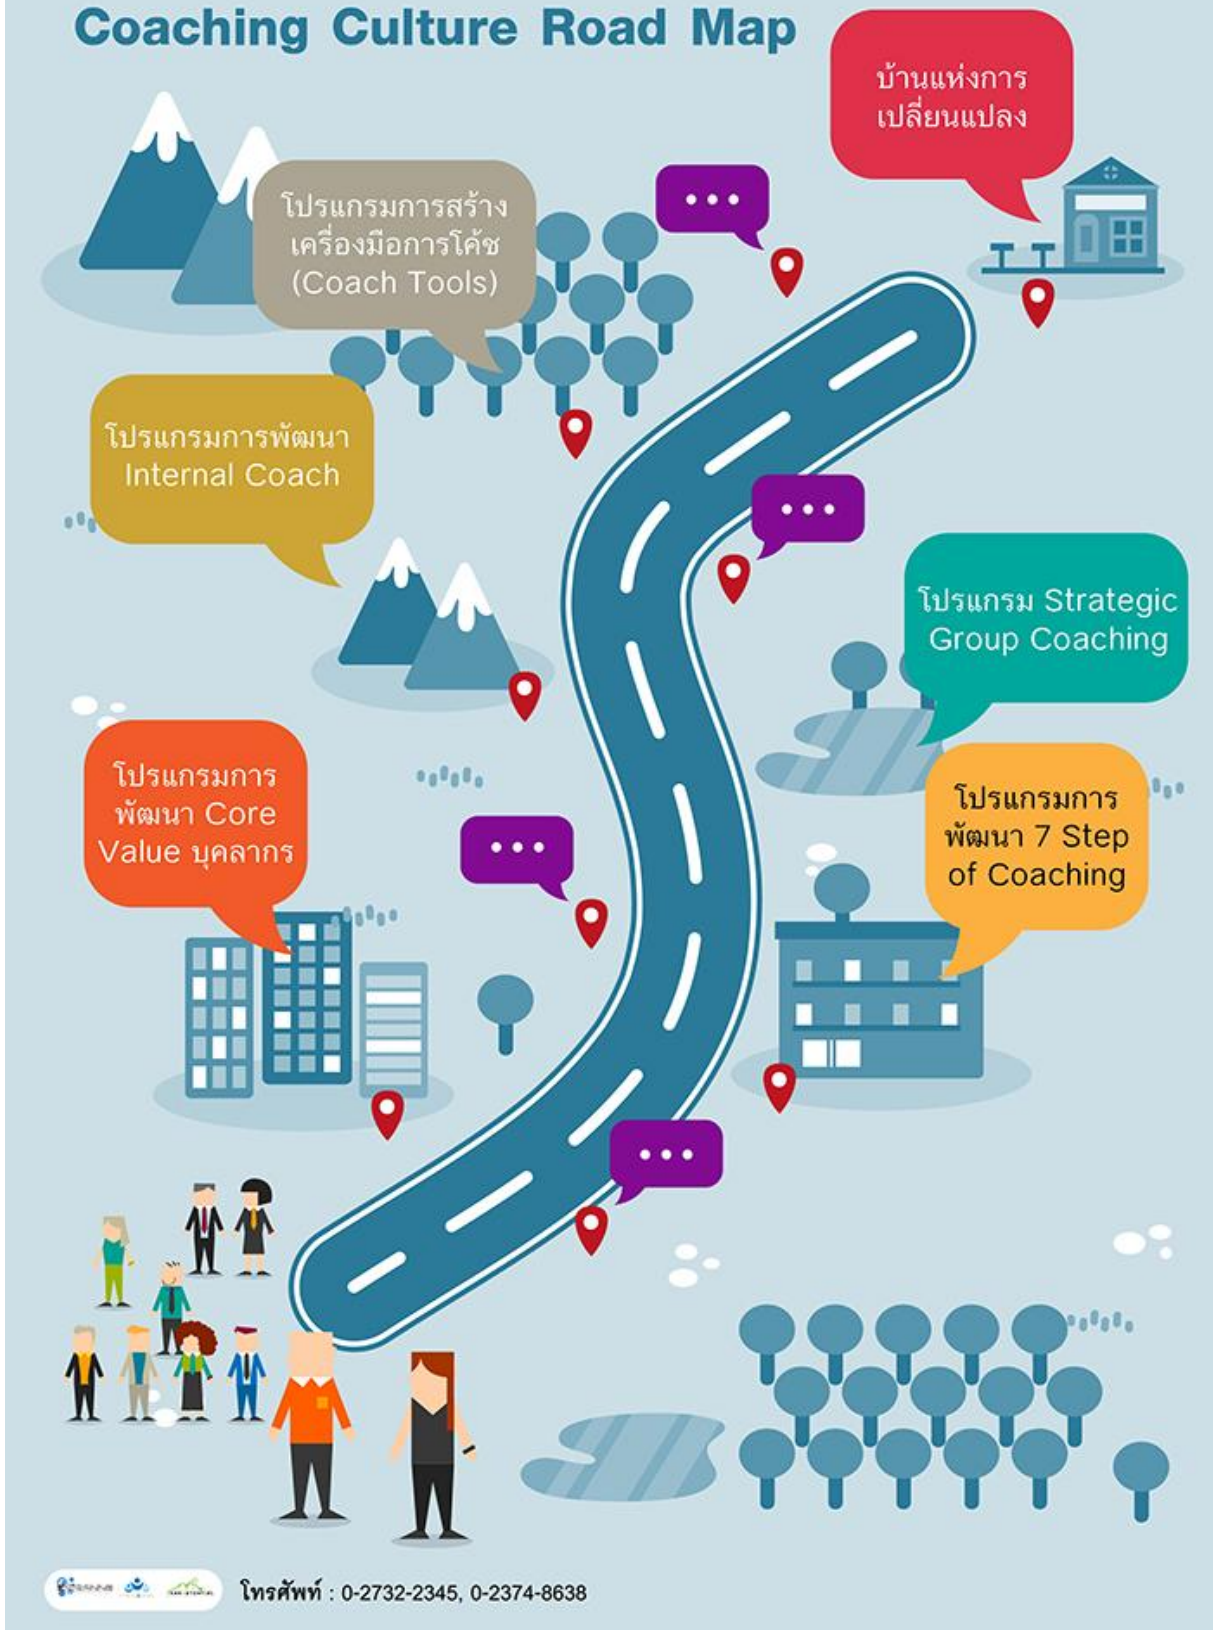 Coaching Culture Road Map
บ้านแห่งการ
เปลี่ยนแปลง
โปรแกรมการสร้าง
เครื่องมือการโค้ช
(Coach Tools)
โปรแกรมการพัฒนา
Internal Coach
โปรแกรม Strategic
Group Coaching
โปรแกรมการ
พัฒนา Core
Value บุคลากร
โปรแกรมการ
พัฒนา 7 Step
of Coaching
โทรศัพท์ : 0-2732-2345, 0-2374-8638